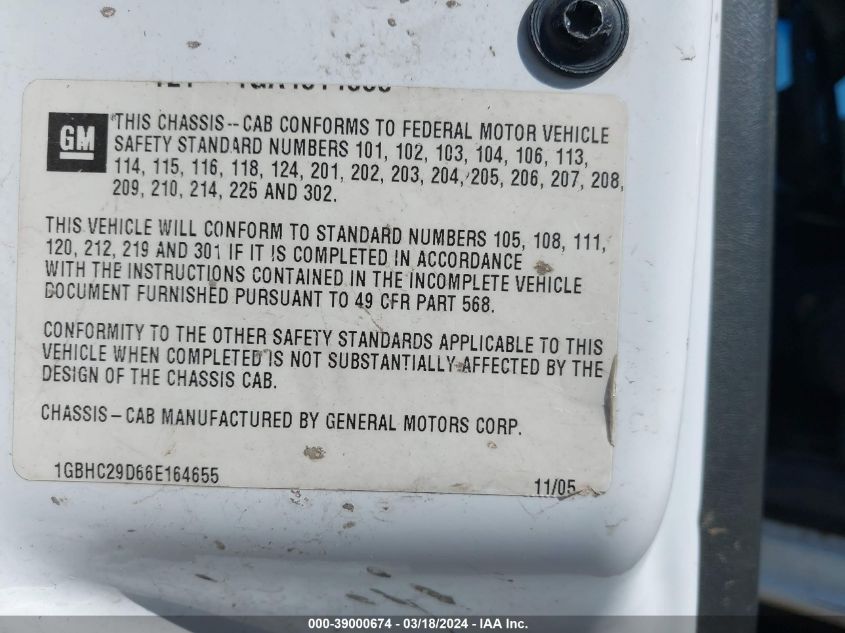 GM
THIS CHASSIS--CAB CONFORMS TO FEDERAL MOTOR VEHICLE
SAFETY STANDARD NUMBERS 101, 102, 103, 104, 106, 113,
114, 115, 116, 118, 124, 201, 202, 203, 204, 205, 206, 207, 208,
209, 210, 214, 225 AND 302.
THIS VEHICLE WILL CONFORM TO STANDARD NUMBERS 105, 108, 111,
120, 212, 219 AND 301 IF IT IS COMPLETED IN ACCORDANCE
WITH THE INSTRUCTIONS CONTAINED IN THE INCOMPLETE VEHICLE
DOCUMENT FURNISHED PURSUANT TO 49 CFR PART 568.
CONFORMITY TO THE OTHER SAFETY STANDARDS APPLICABLE TO THIS
VEHICLE WHEN COMPLETED IS NOT SUBSTANTIALLY AFFECTED BY THE
DESIGN OF THE CHASSIS CAB.
CHASSIS-CAB MANUFACTURED BY GENERAL MOTORS CORP.
1GBHC29D66E164655
11/05
000-39000674 - 03/18/2024 - IAA Inc.